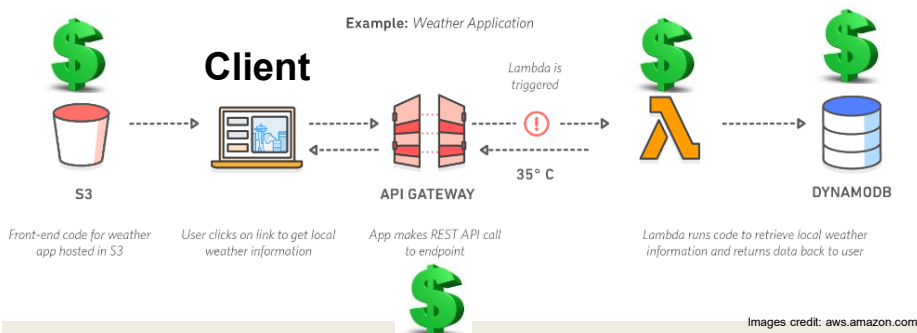 Example: Weather Application
Client
Lambda is
triggered
35° C
S3
API GATEWAY
DYNAMODB
Front-end code for weather
app hosted in S3
User clicks on link to get local
weather information
App makes REST API call
to endpoint
Lambda runs code to retrieve local weather
information and returns data back to user
Images credit: aws.amazon.com